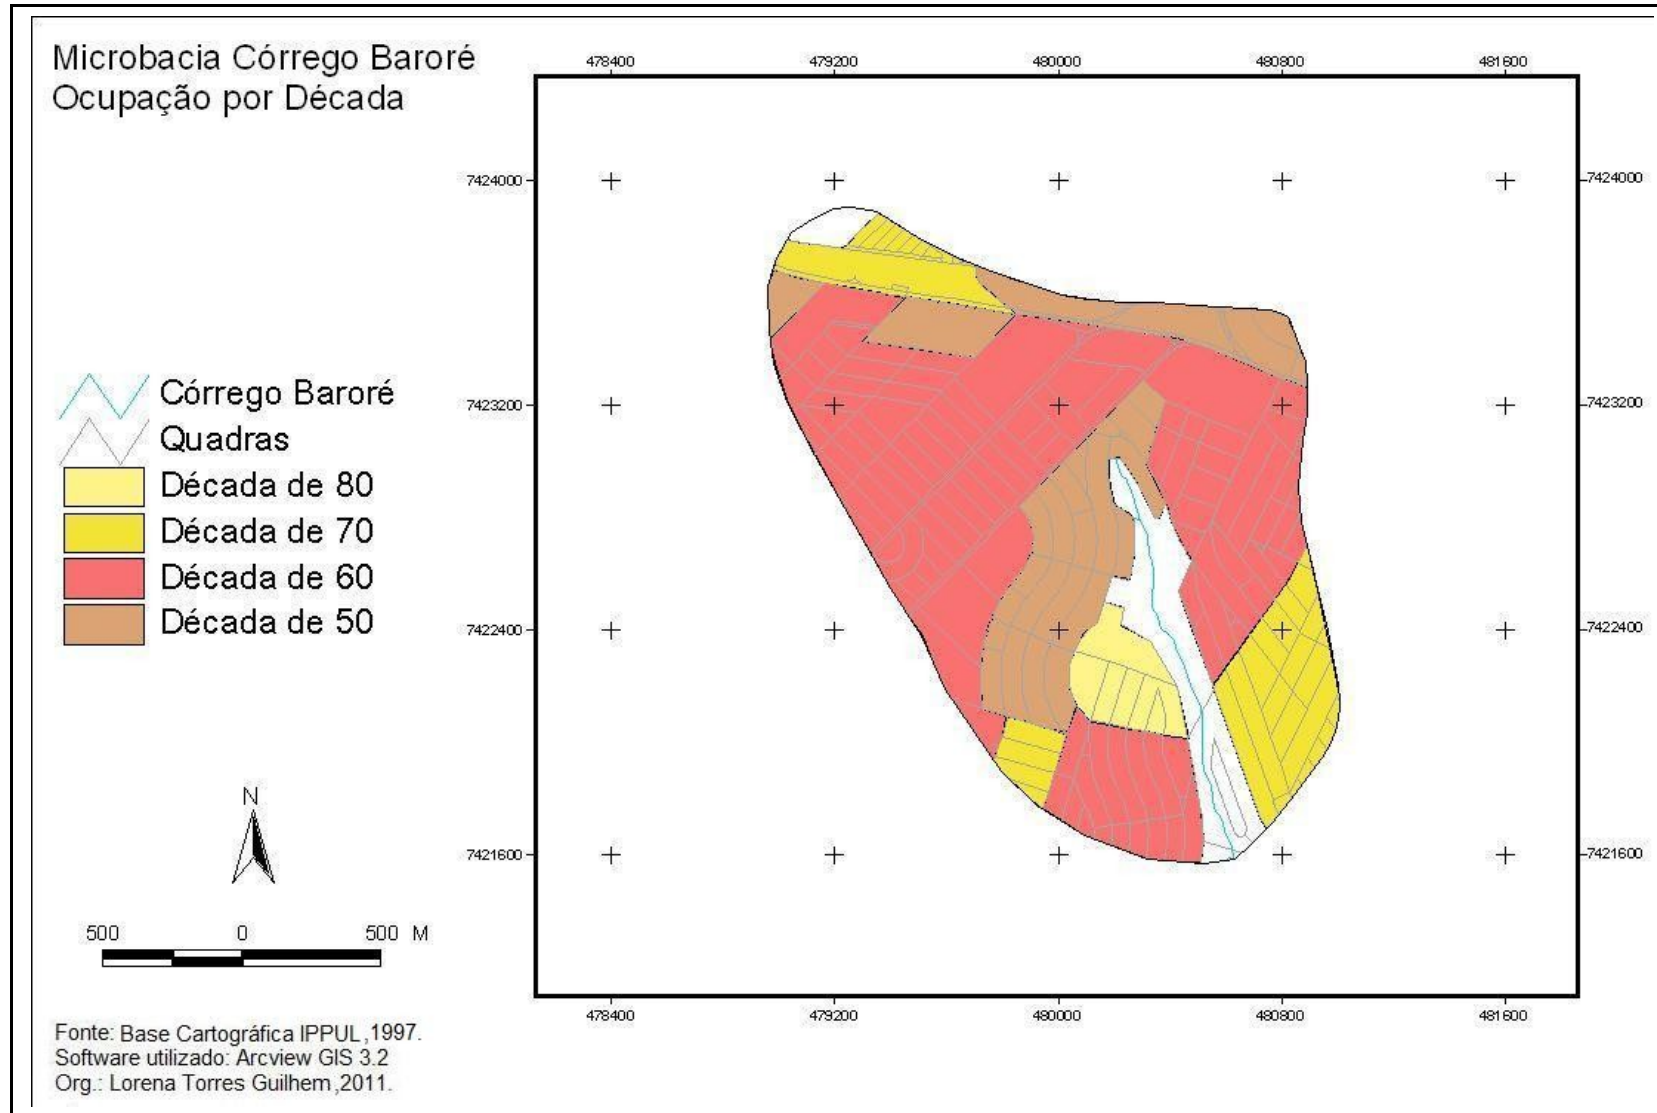 Microbacia Córrego Baroré
Ocupação por Década
478400 479200 480000 480800 481600
7424000 7424000
7423200 7423200
7422400 7422400
7421600 7421600
478400 479200 480000 480800 481600
Córrego Baroré
Quadras
Década de 80
Década de 70
Década de 60
Década de 50
N
500 0 500 M
Fonte: Base Cartográfica IPPUL,1997.
Software utilizado: Arcview GIS 3.2
Org.: Lorena Torres Guilhem,2011.